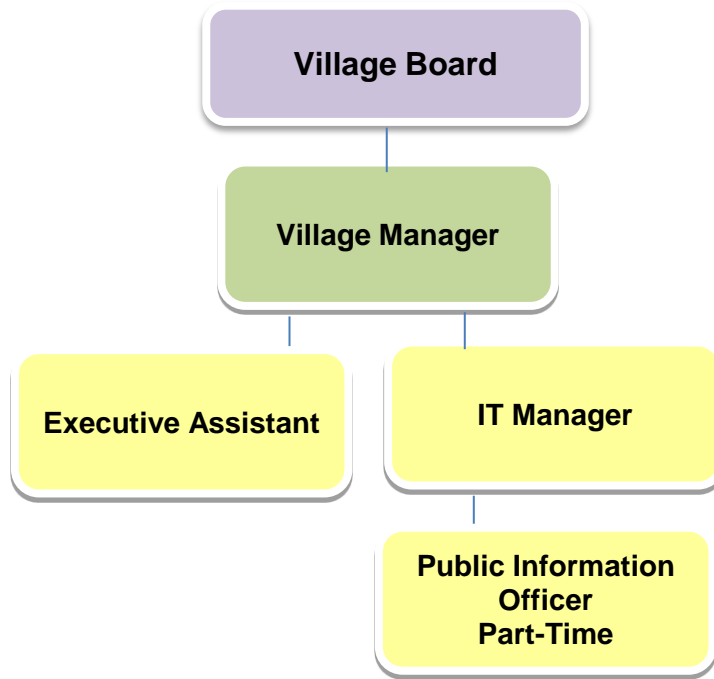 Village Board
Village Manager
Executive Assistant
IT Manager
Public Information
Officer
Part-Time